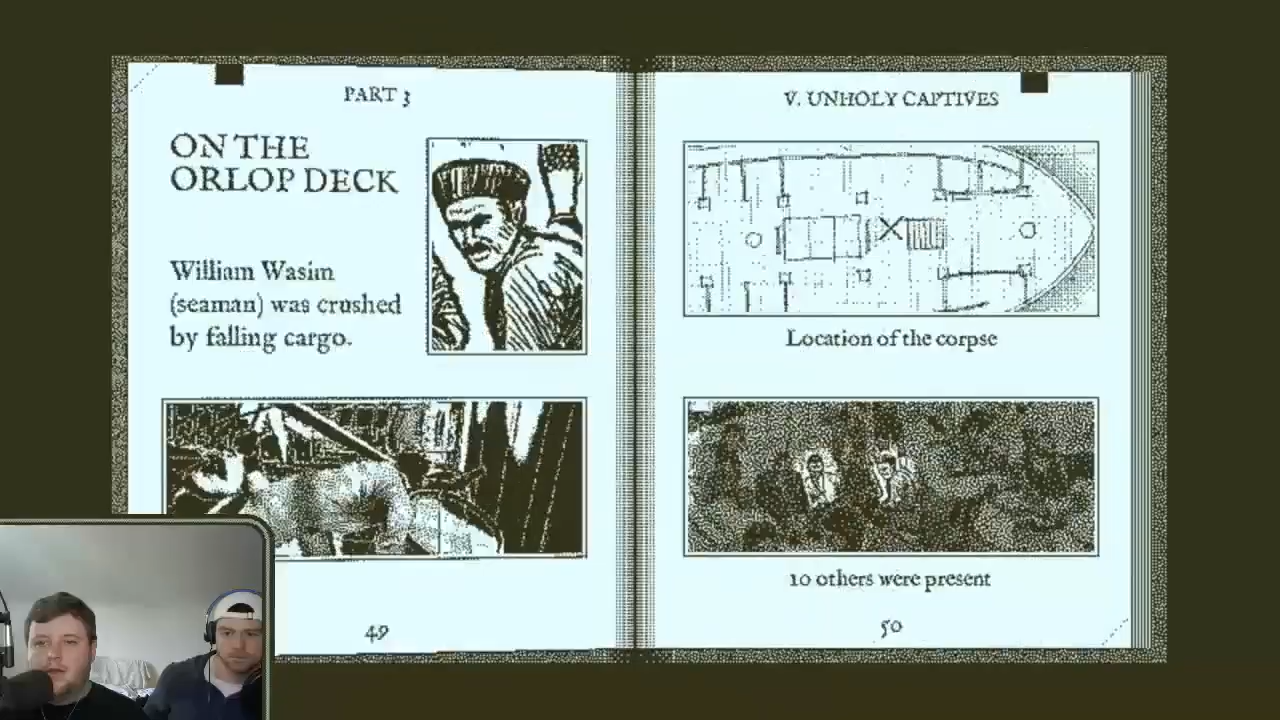 PART 3
ON THE
ORLOP DECK
William Wasim
(seaman) was crushed
by falling cargo.
49
V. UNHOLY CAPTIVES
Location of the corpse
10 others were present
50